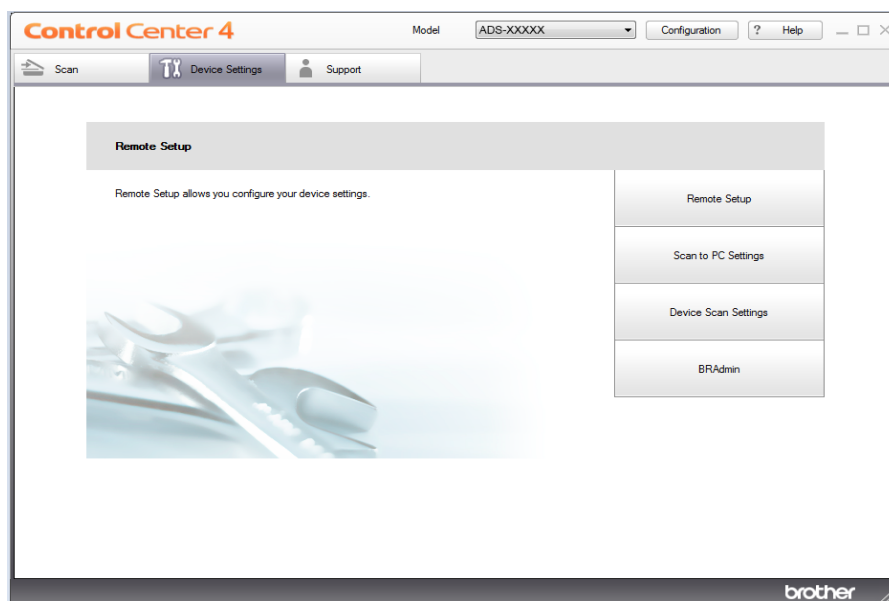 Control Center 4
Model
ADS-XXXXX
Configuration
? Help
Scan
Device Settings
Support
Remote Setup
Remote Setup allows you configure your device settings.
Remote Setup
Scan to PC Settings
Device Scan Settings
BRAdmin
brother